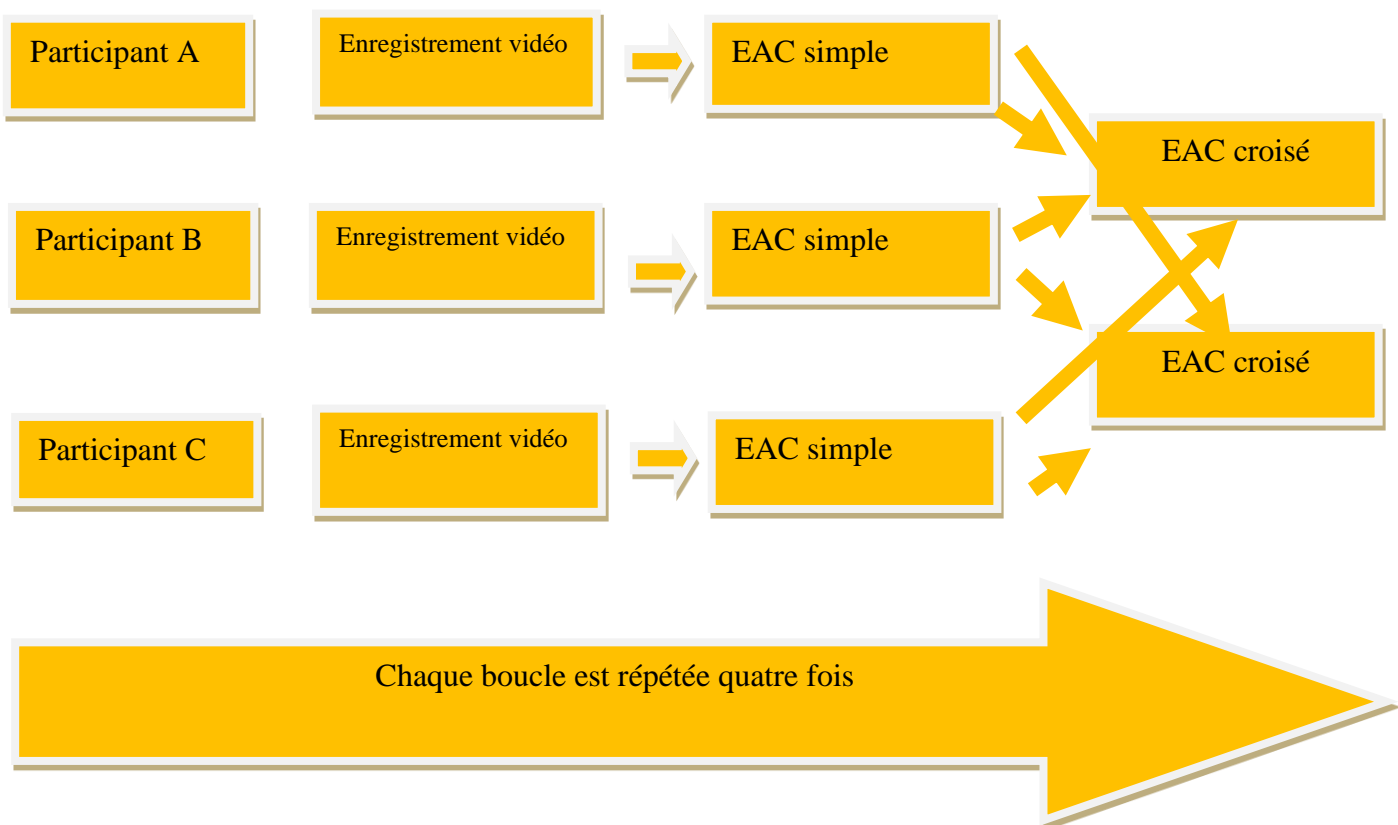 Participant A
Enregistrement vidéo
EAC simple
EAC croisé
Participant B
Enregistrement vidéo
EAC simple
EAC croisé
Participant C
Enregistrement vidéo
EAC simple
Chaque boucle est répétée quatre fois